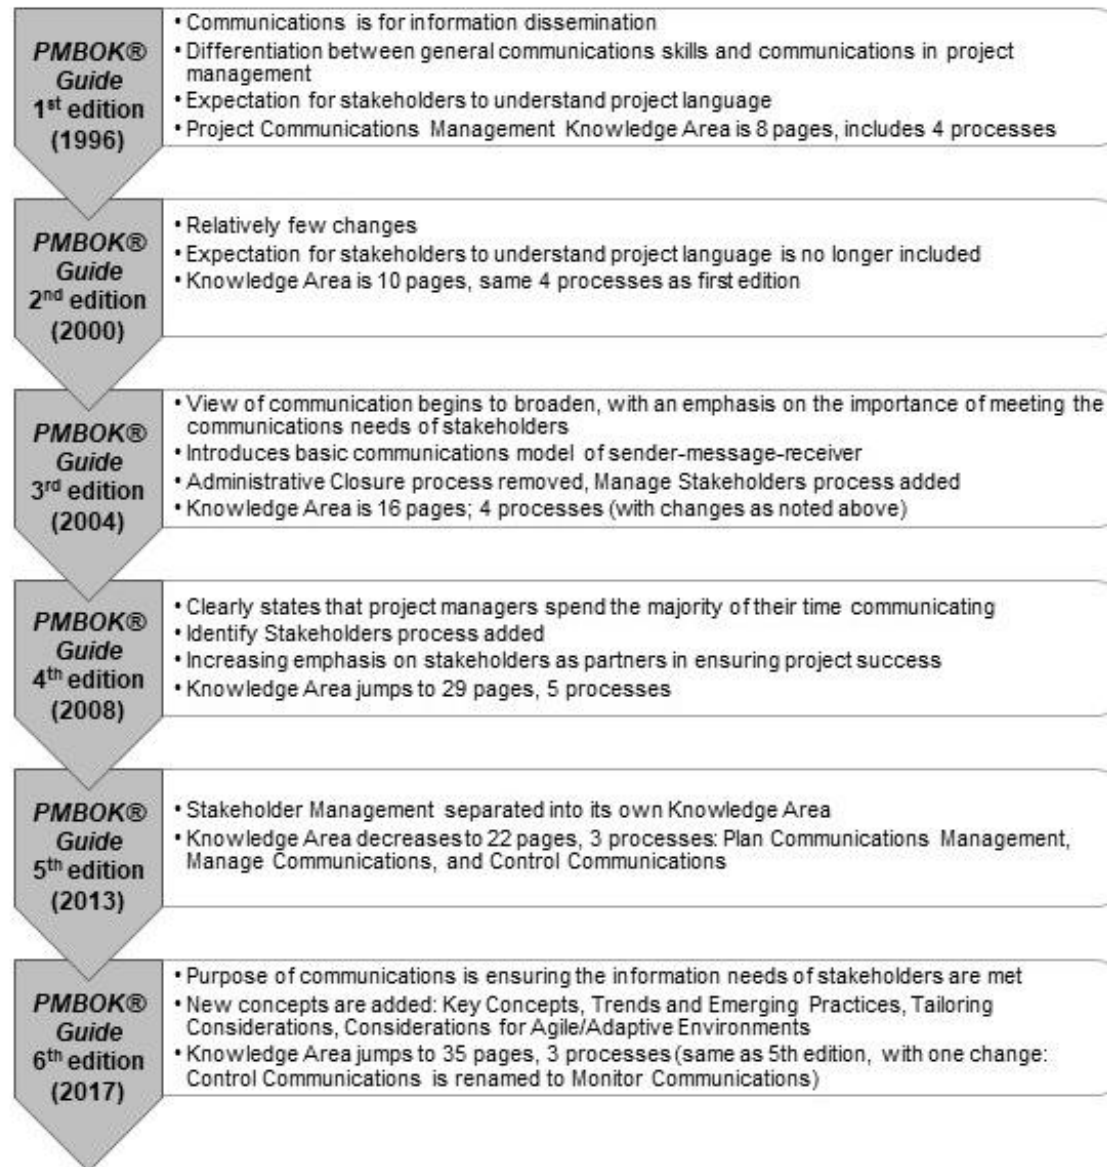 PMBOK®
Guide
1st edition
(1996)
• Communications is for information dissemination
• Differentiation between general communications skills and communications in project
management
• Expectation for stakeholders to understand project language
• Project Communications Management Knowledge Area is 8 pages, includes 4 processes
PMBOK®
Guide
2nd edition
(2000)
• Relatively few changes
• Expectation for stakeholders to understand project language is no longer included
• Knowledge Area is 10 pages, same 4 processes as first edition
PMBOK®
Guide
3rd edition
(2004)
• View of communication begins to broaden, with an emphasis on the importance of meeting the
communications needs of stakeholders
• Introduces basic communications model of sender-message-receiver
• Administrative Closure process removed, Manage Stakeholders process added
• Knowledge Area is 16 pages; 4 processes (with changes as noted above)
PMBOK®
Guide
4th edition
(2008)
• Clearly states that project managers spend the majority of their time communicating
• Identify Stakeholders process added
• Increasing emphasis on stakeholders as partners in ensuring project success
• Knowledge Area jumps to 29 pages, 5 processes
PMBOK®
Guide
5th edition
(2013)
• Stakeholder Management separated into its own Knowledge Area
• Knowledge Area decreases to 22 pages, 3 processes: Plan Communications Management,
Manage Communications, and Control Communications
PMBOK®
Guide
6th edition
(2017)
• Purpose of communications is ensuring the information needs of stakeholders are met
• New concepts are added: Key Concepts, Trends and Emerging Practices, Tailoring
Considerations, Considerations for Agile/Adaptive Environments
• Knowledge Area jumps to 35 pages, 3 processes (same as 5th edition, with one change:
Control Communications is renamed to Monitor Communications)